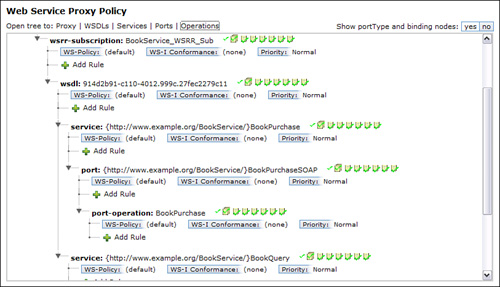 Web Service Proxy Policy
Open tree to: Proxy | WSDLs | Services | Ports | Operations Show portType and binding nodes: yes no
wsrr-subscription: BookService_WSRR_Sub
WS-Policy: (default) WS-I Conformance: (none) Priority: Normal
Add Rule
wsdl: 914d2b91-c110-4012.999c.27fec2279c11
WS-Policy: (default) WS-I Conformance: (none) Priority: Normal
Add Rule
service: {http://www.example.org/BookService/}BookPurchase
WS-Policy: (default) WS-I Conformance: (none) Priority: Normal
Add Rule
port: {http://www.example.org/BookService/}BookPurchaseSOAP
WS-Policy: (default) WS-I Conformance: (none) Priority: Normal
Add Rule
port-operation: BookPurchase
WS-Policy: (default) WS-I Conformance: (none) Priority: Normal
Add Rule
service: {http://www.example.org/BookService/}BookQuery
WS-Policy: (default) WS-I Conformance: (none) Priority: Normal